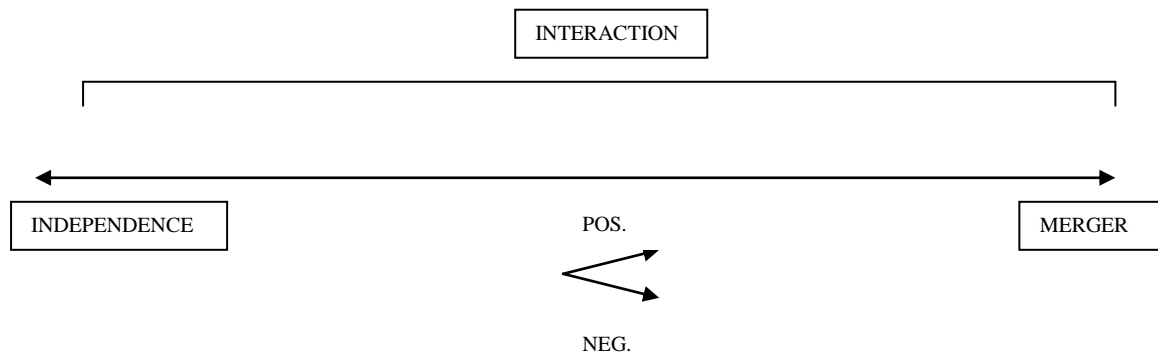 INTERACTION
INDEPENDENCE
POS.
MERGER
NEG.